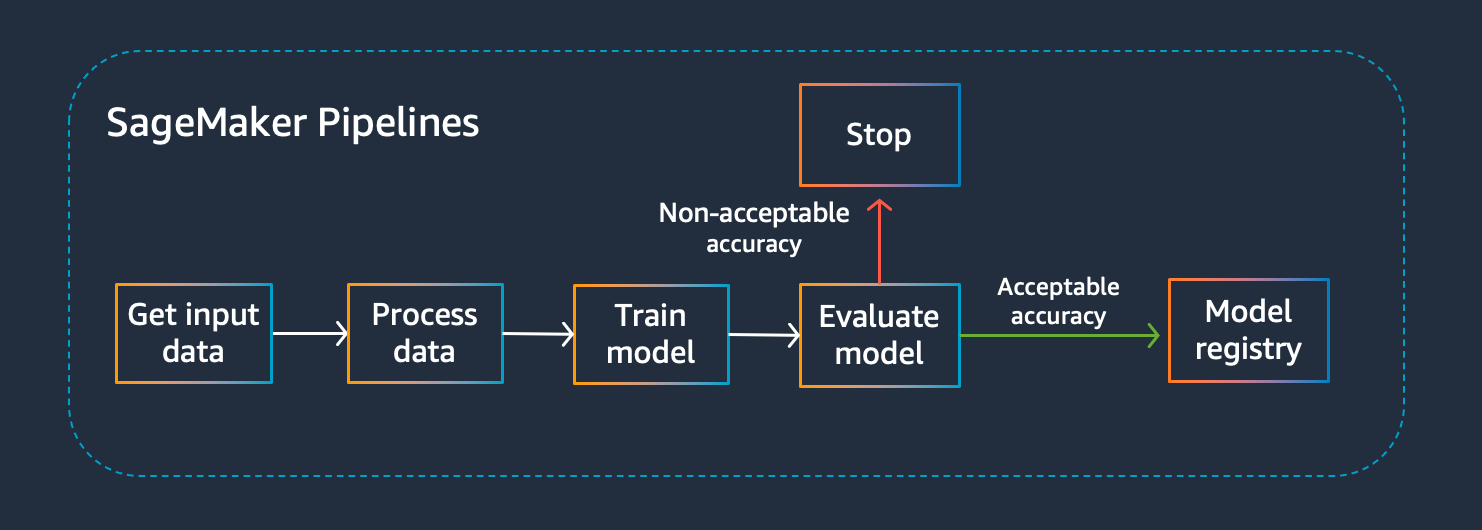 SageMaker Pipelines
Stop
Non-acceptable
accuracy
Get input
data
Process
data
Train
model
Evaluate
model
Acceptable
accuracy
Model
registry